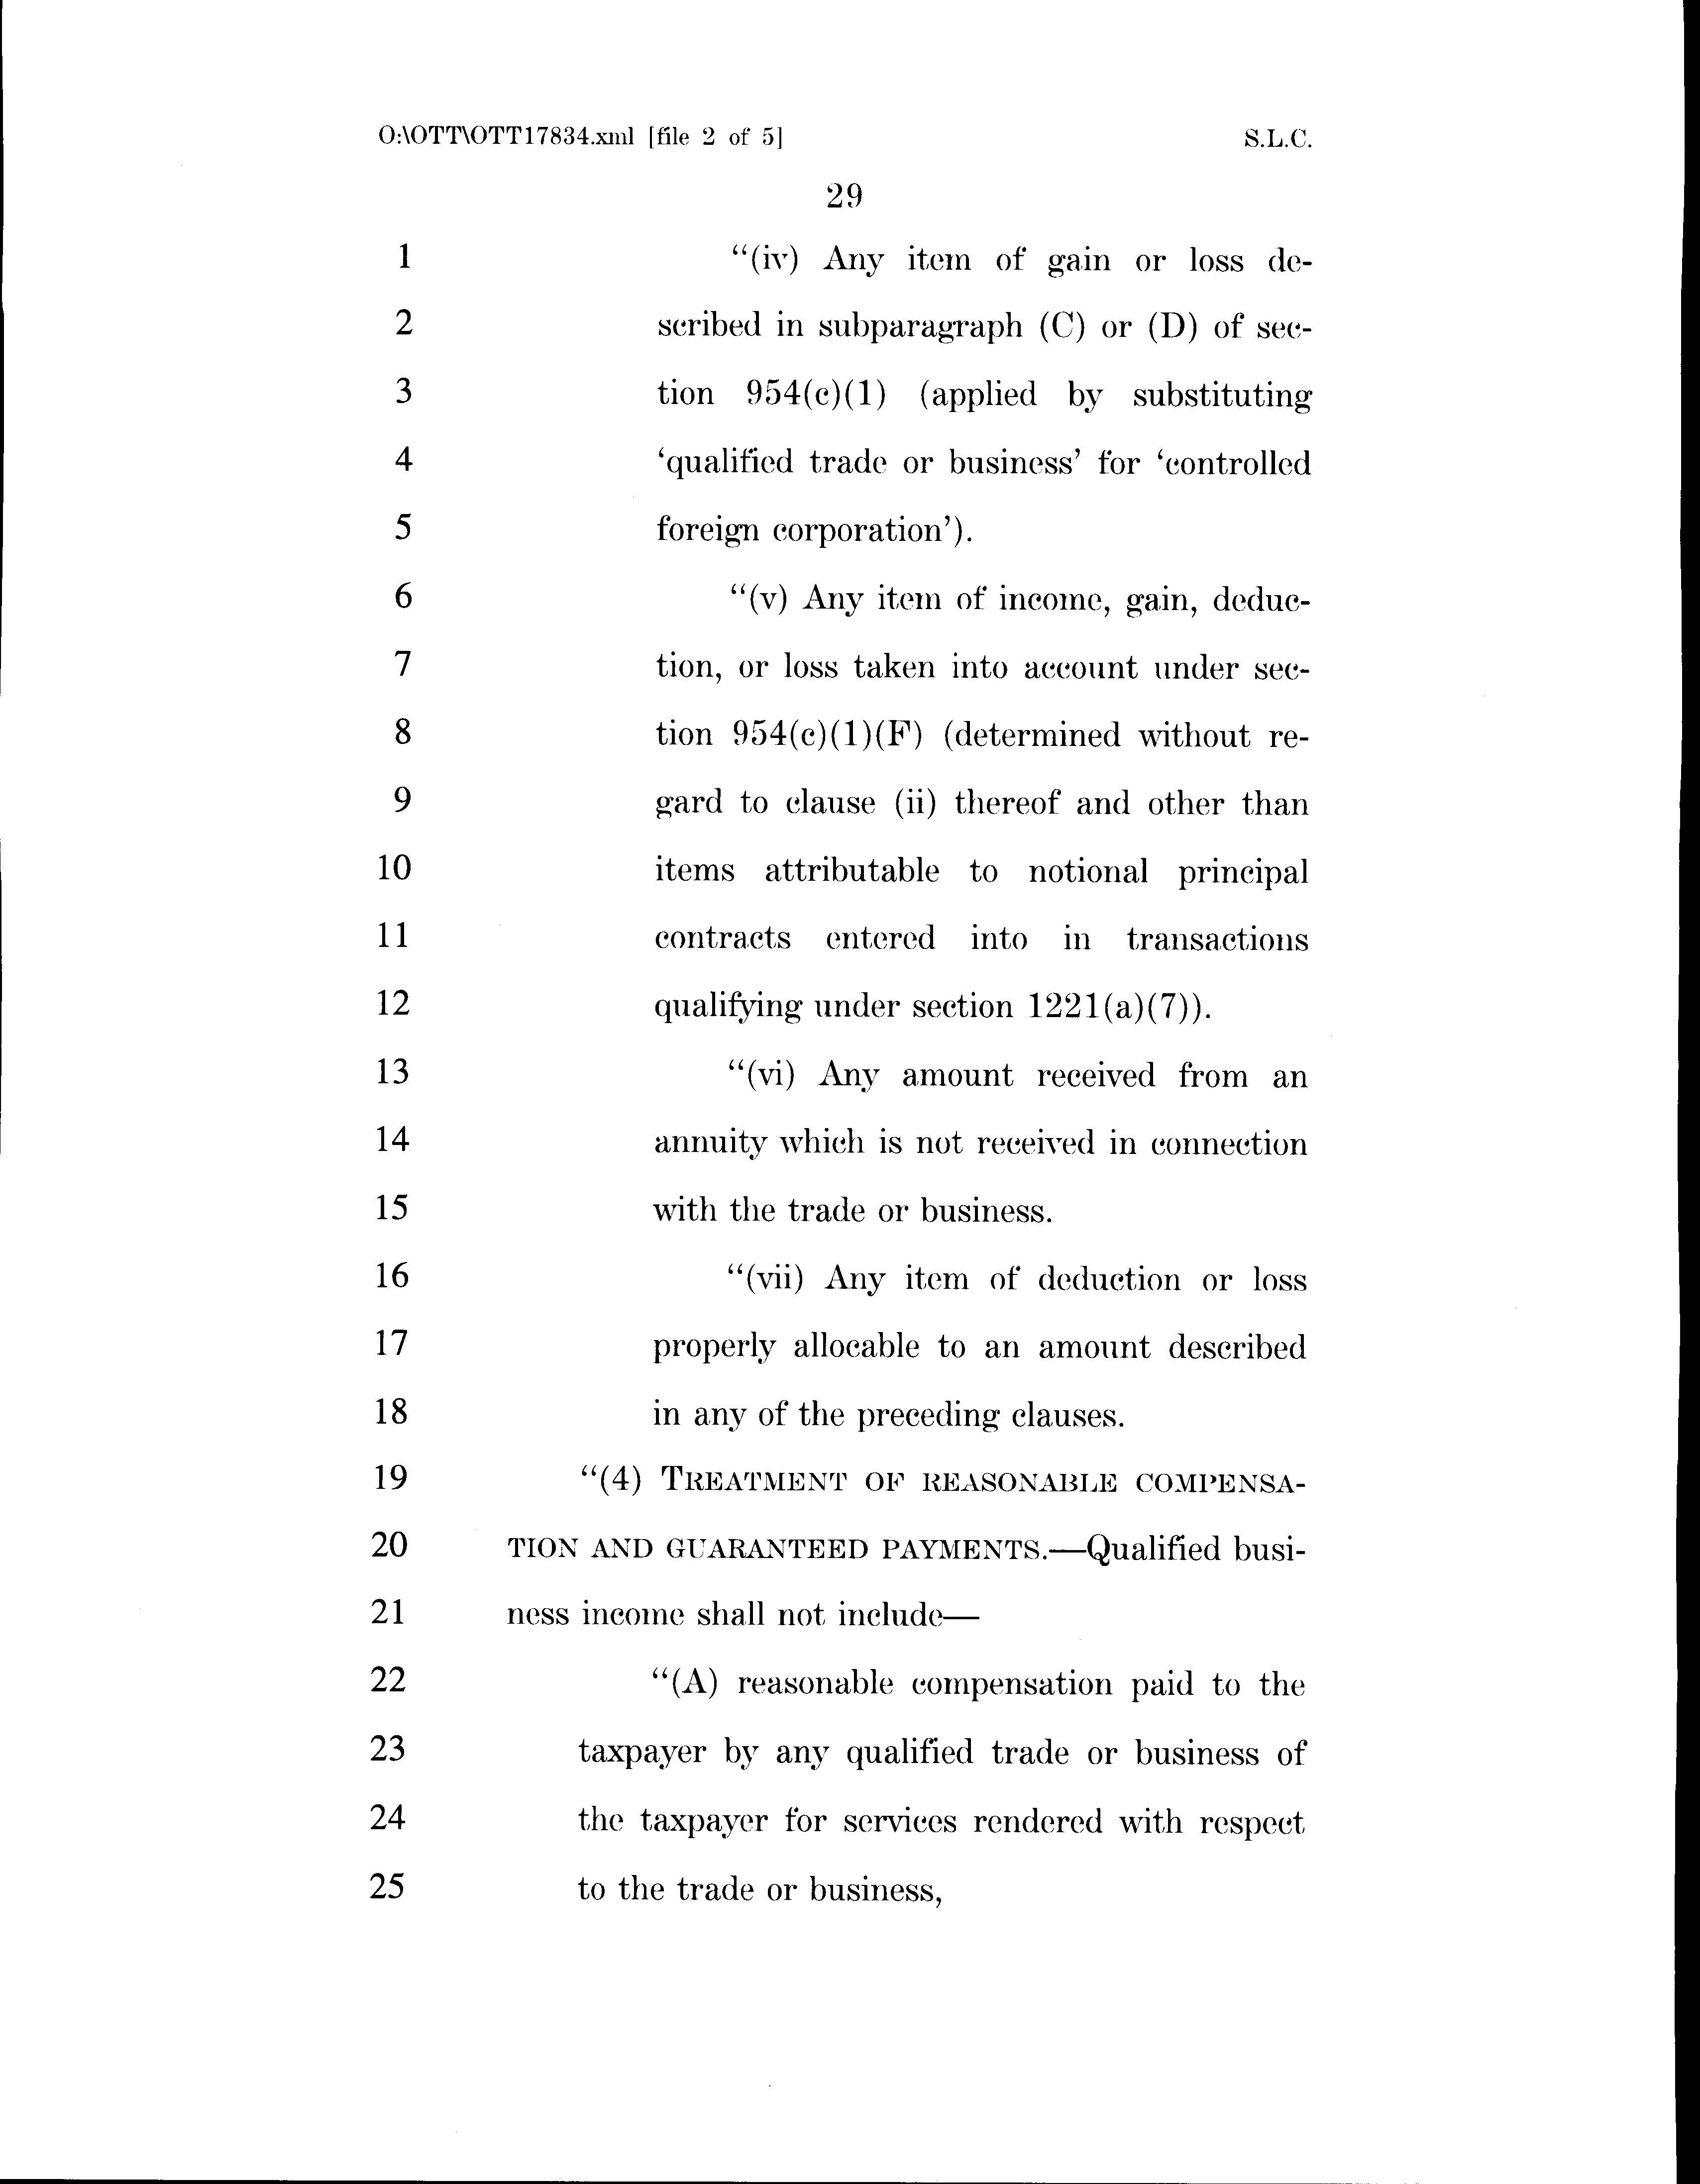 O:\OTT\OTT17834.xml [file 2 of 5] S.L.C.
29
1 “(iv) Any item of gain or loss de-
2 scribed in subparagraph (C) or (D) of sec-
3 tion 954(c)(1) (applied by substituting
4 ‘qualified trade or business’ for ‘controlled
5 foreign corporation’).
6 “(v) Any item of income, gain, deduc-
7 tion, or loss taken into account under sec-
8 tion 954(c)(1)(F) (determined without re-
9 gard to clause (ii) thereof and other than
10 items attributable to notional principal
11 contracts entered into in transactions
12 qualifying under section 1221(a)(7)).
13 “(vi) Any amount received from an
14 annuity which is not received in connection
15 with the trade or business.
16 “(vii) Any item of deduction or loss
17 properly allocable to an amount described
18 in any of the preceding clauses.
19 “(4) TREATMENT OF REASONABLE COMPENSA-
20 TION AND GUARANTEED PAYMENTS.—Qualified busi-
21 ness income shall not include—
22 “(A) reasonable compensation paid to the
23 taxpayer by any qualified trade or business of
24 the taxpayer for services rendered with respect
25 to the trade or business,